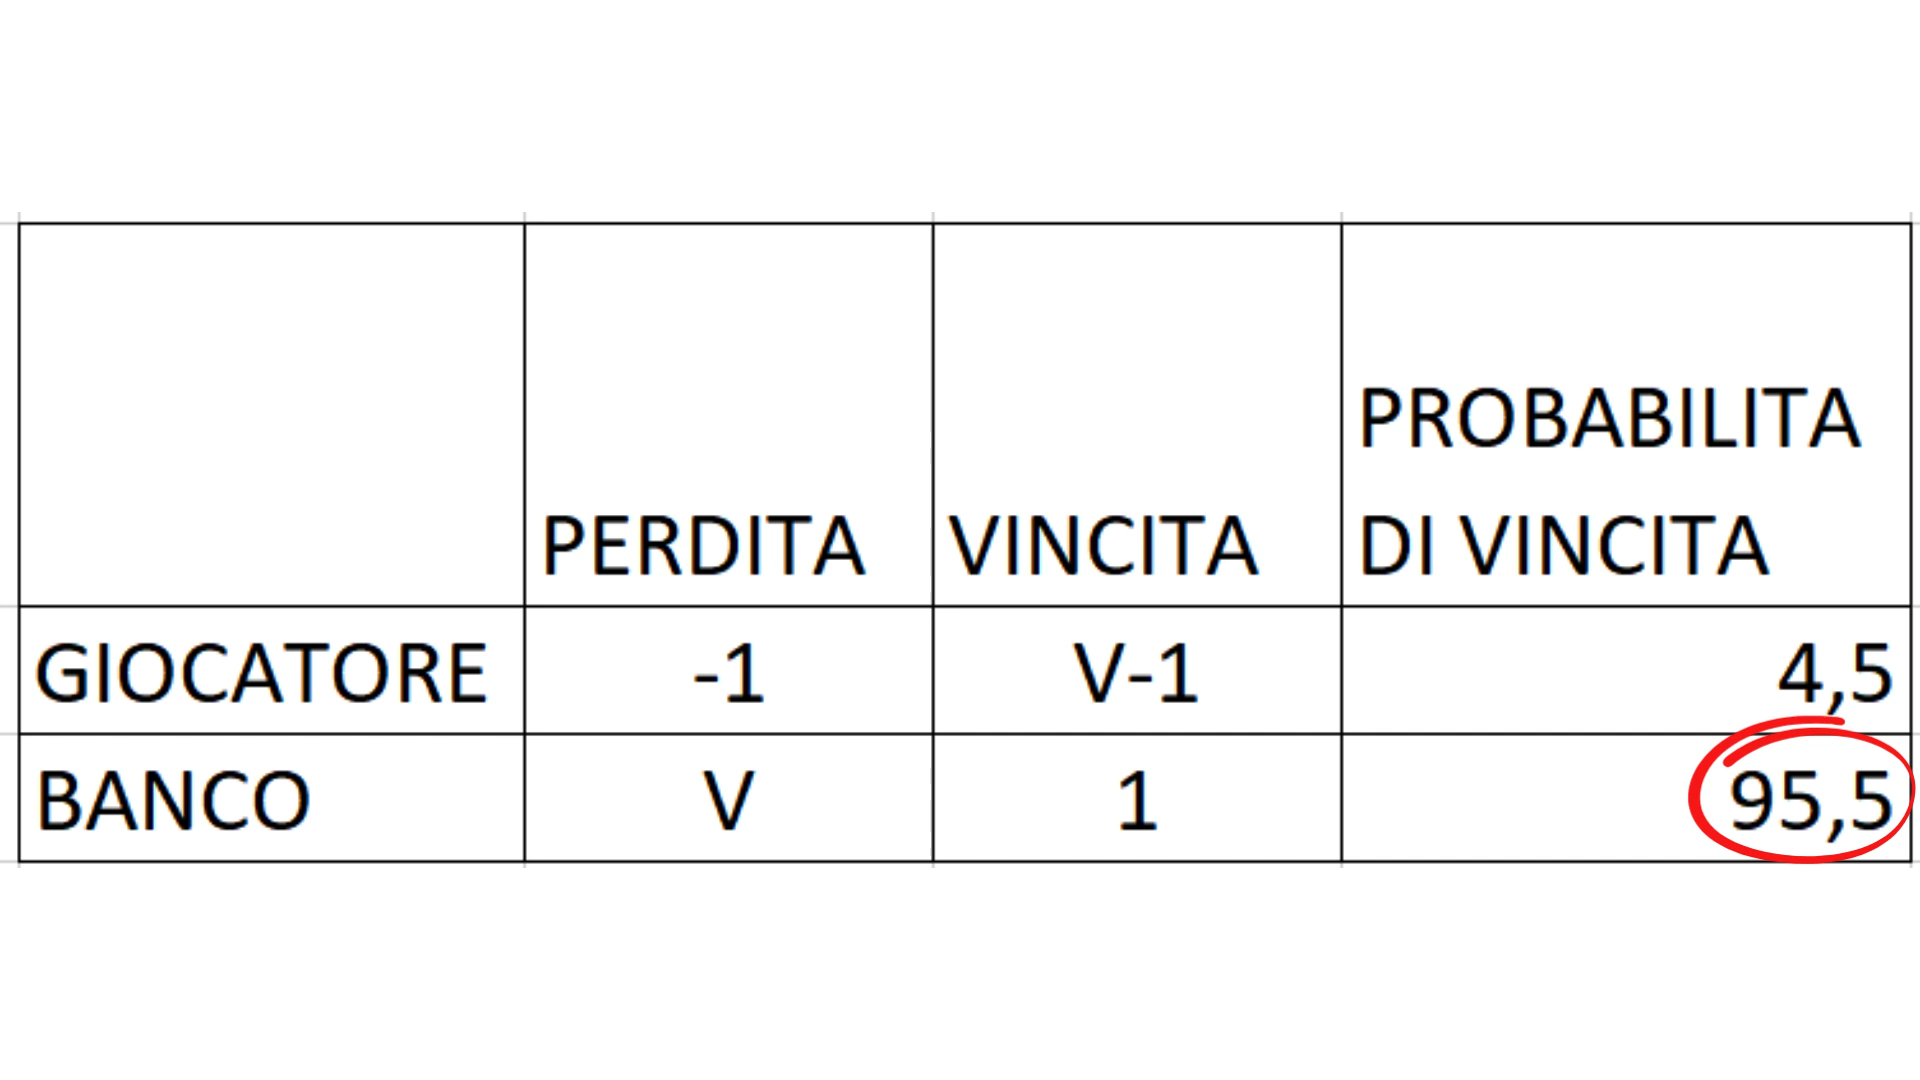 PROBABILITA
PERDITA VINCITA DI VINCITA
GIOCATORE -1 V-1 4,5
BANCO V 1 95,5